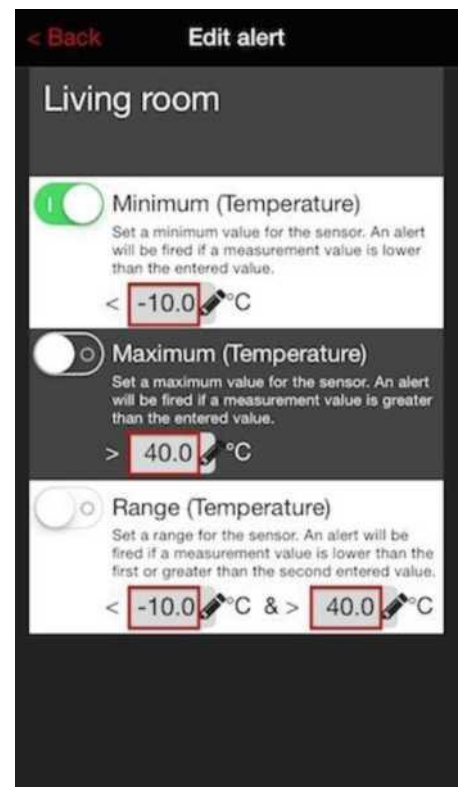 < Back Edit alert
Living room
Minimum (Temperature)
Set a minimum value for the sensor. An alert
will be fired if a measurement value is lower
than the entered value.
< -10.0 °C
Maximum (Temperature)
Set a maximum value for the sensor. An alert
will be fired if a measurement value is greater
than the entered value.
> 40.0 °C
Range (Temperature)
Set a range for the sensor. An alert will be
fired if a measurement value is lower than the
first or greater than the second entered value.
< -10.0 °C & > 40.0 °C